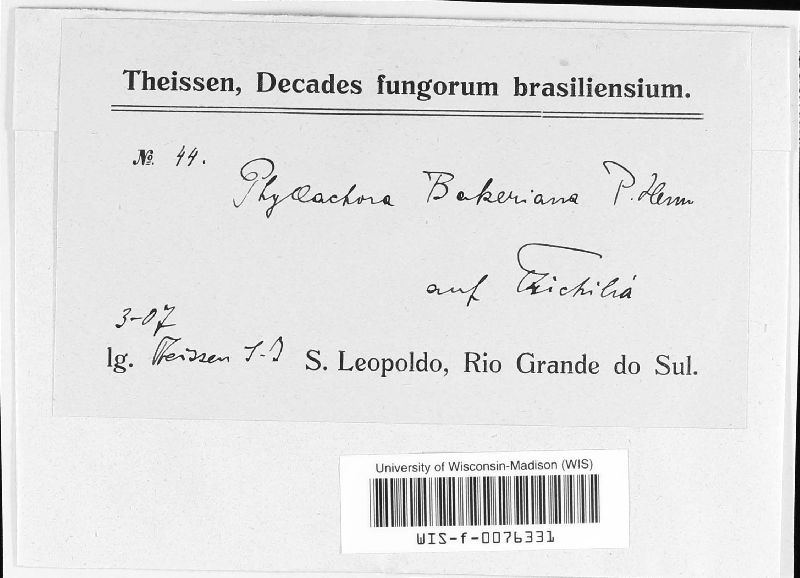 Theissen, Decades fungorum brasiliensium.
№ 44.
Phyllachora Bakeriana P. Henn
auf Trichilia
3-07
lg. Theissen S-J S. Leopoldo, Rio Grande do Sul.
University of Wisconsin-Madison (WIS)
WIS-f-0076331